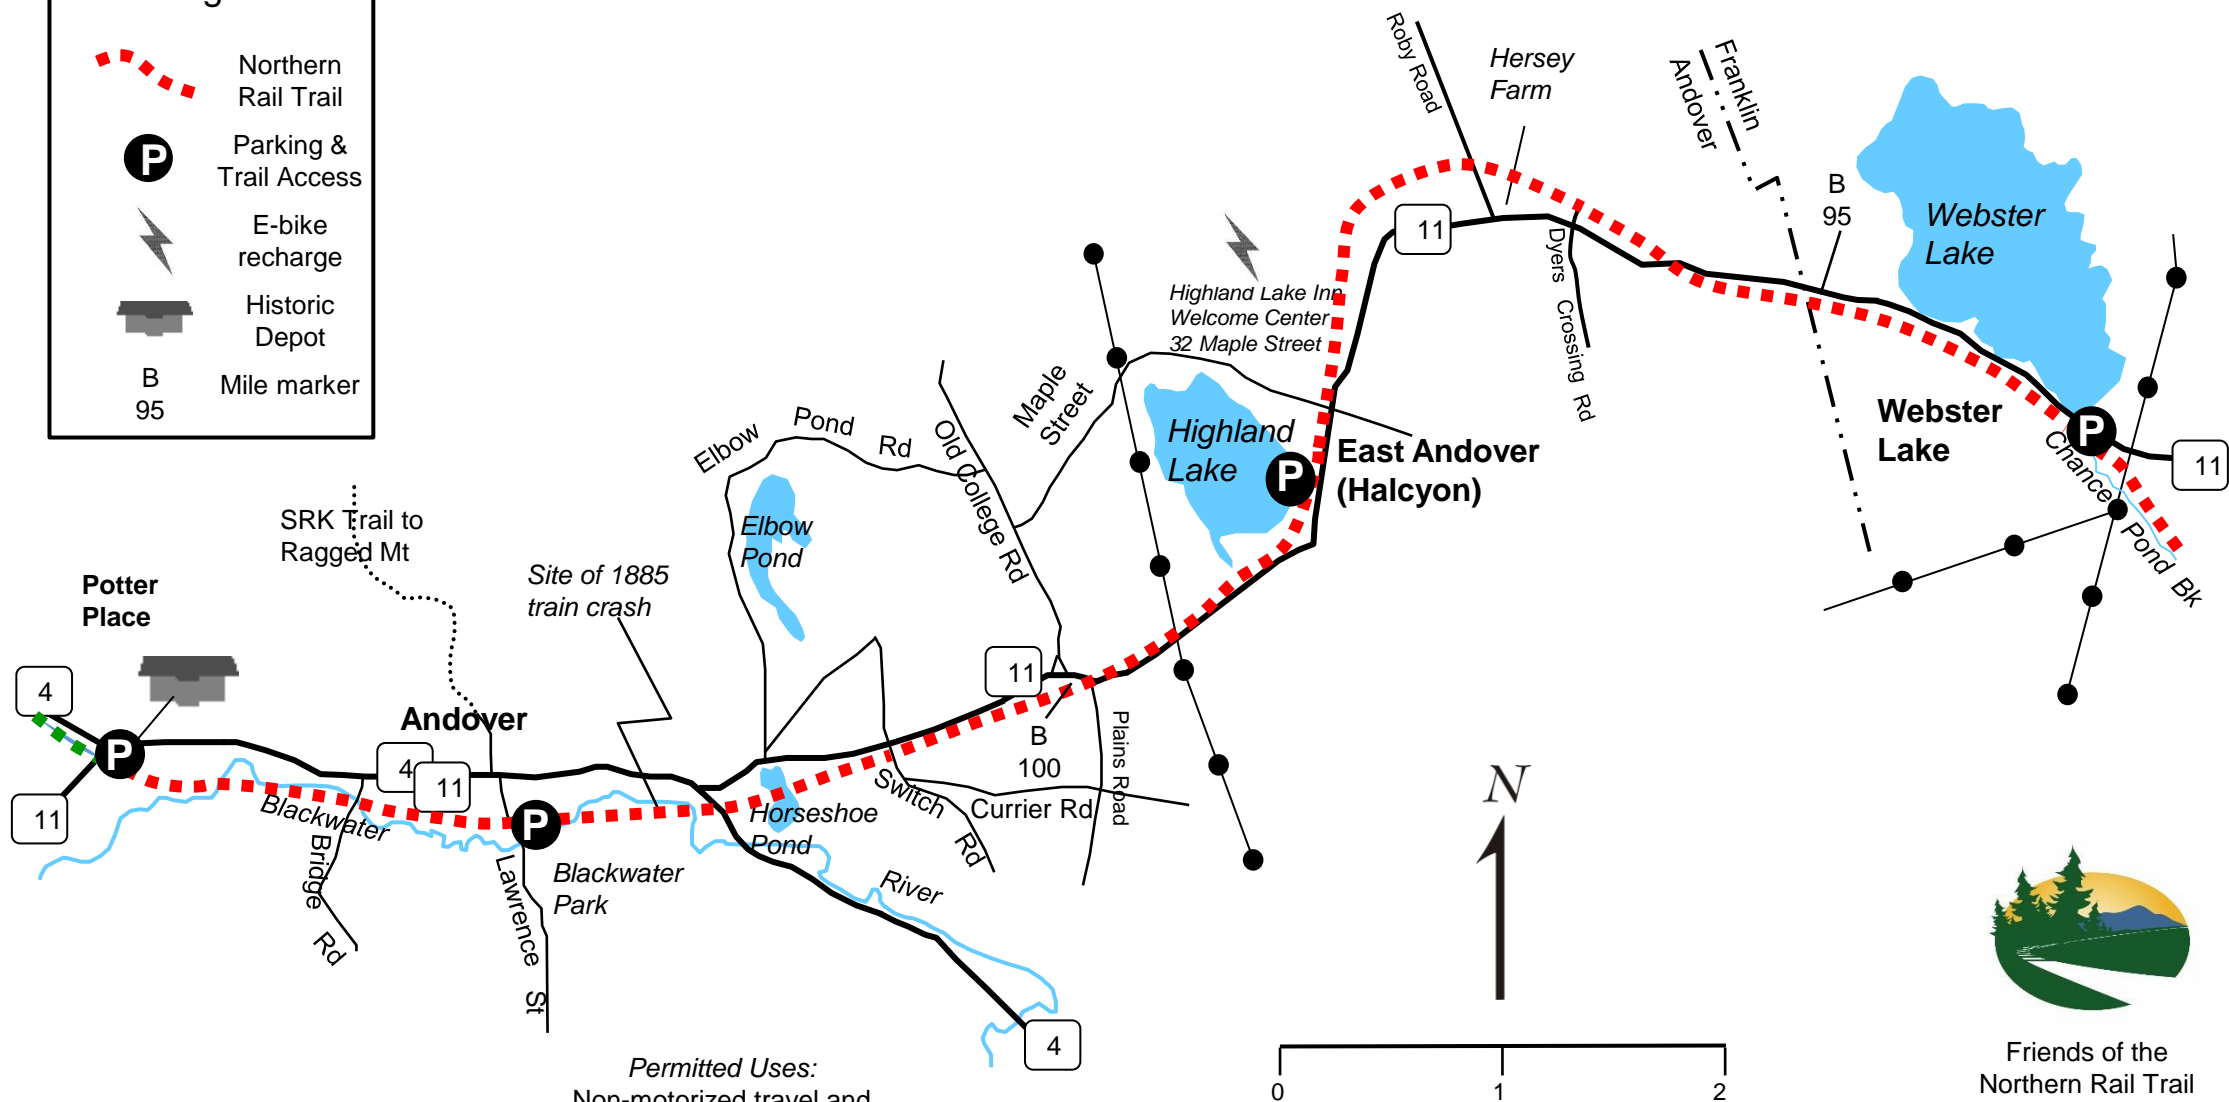 Northern
Rail Trail
P
Parking &
Trail Access
E-bike
recharge
Historic
Depot
B
95
Mile marker
Roby Road
Hersey
Farm
Franklin
Andover
B
95
Webster
Lake
11
Dyers Crossing Rd
Highland Lake Inn
Welcome Center
32 Maple Street
Maple
Street
Highland
Lake
P
East Andover
(Halcyon)
Webster
Lake
P
11
Chance Pond Bk
Elbow Pond Rd
Old College Rd
Elbow
Pond
SRK Trail to
Ragged Mt
Site of 1885
train crash
Potter
Place
4
P
11
Andover
4
11
11
B
100
Plains Road
Blackwater
Bridge Rd
P
Lawrence St
Blackwater
Park
Horseshoe
Pond
Switch Rd
Currier Rd
River
4
N
Permitted Uses:
Non-motorized travel and
0 1 2
Friends of the
Northern Rail Trail